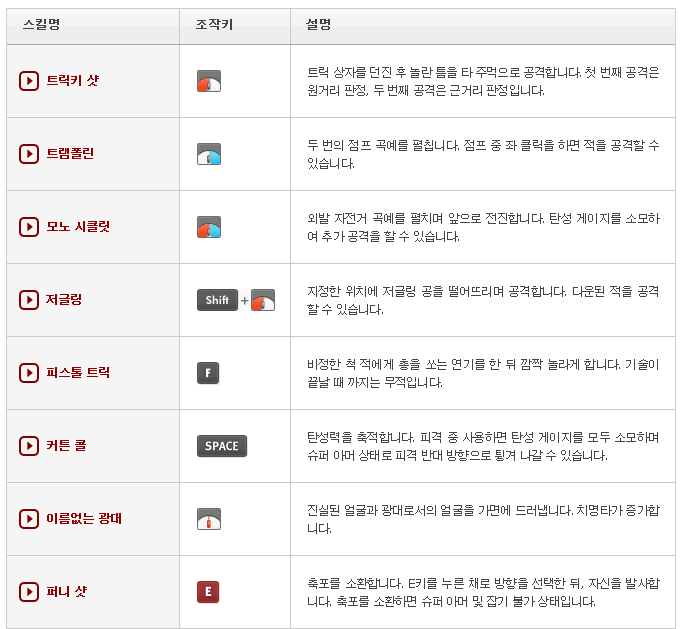 스킬명 조작키 설명
트릭키 샷
트릭 상자를 던진 후 놀란 틈을 타 주먹으로 공격합니다. 첫 번째 공격은
원거리 판정, 두 번째 공격은 근거리 판정입니다.
트램폴린
두 번의 점프 곡예를 펼칩니다. 점프 중 좌 클릭을 하면 적을 공격할 수
있습니다.
모노 시클릿
외발 자전거 곡예를 펼치며 앞으로 전진합니다. 탄성 게이지를 소모하
여 추가 공격을 할 수 있습니다.
저글링
Shift +
지정한 위치에 저글링 공을 떨어뜨리며 공격합니다. 다운된 적을 공격
할 수 있습니다.
피스톨 트릭
F
비정한 척 적에게 총을 쏘는 연기를 한 뒤 깜짝 놀라게 합니다. 기술이
끝날 때 까지는 무적입니다.
커튼 콜
SPACE
탄성력을 축적합니다. 피격 중 사용하면 탄성 게이지를 모두 소모하며
슈퍼 아머 상태로 피격 반대 방향으로 튕겨 나갈 수 있습니다.
이름없는 광대
진실된 얼굴과 광대로서의 얼굴을 가면에 드러냅니다. 치명타가 증가합
니다.
퍼니 샷
E
축포를 소환합니다. E키를 누른 채로 방향을 선택한 뒤, 자신을 발사합
니다. 축포를 소환하면 슈퍼 아머 및 잡기 불가 상태입니다.